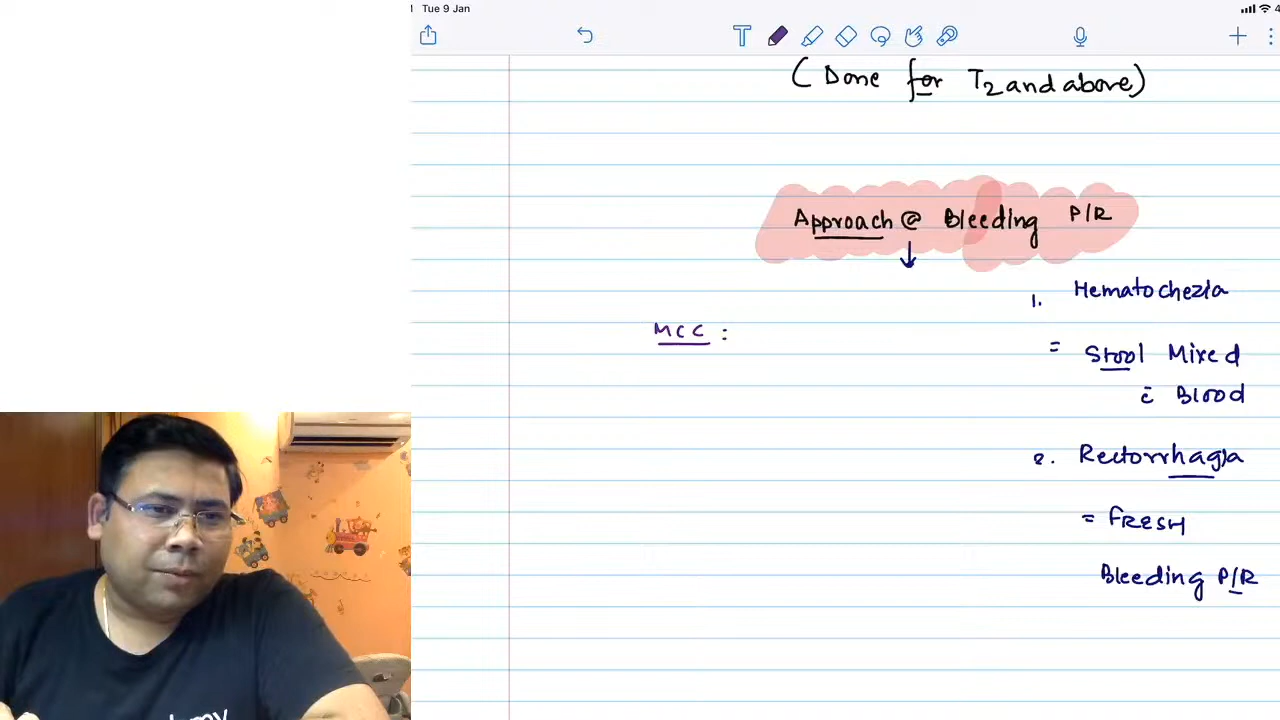 Tue 9 Jan
(Done for T2 and above)
Approach @ Bleeding P/R
↓
1. Hematochezia
MCC :
= Stool Mixed
c̄ Blood
2. Rectorrhagia
= FRESH
Bleeding P/R